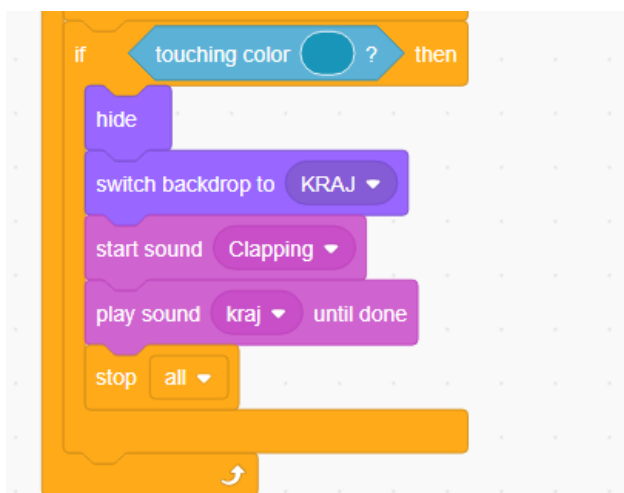 if touching color ? then
hide
switch backdrop to KRAJ
start sound Clapping
play sound kraj until done
stop all